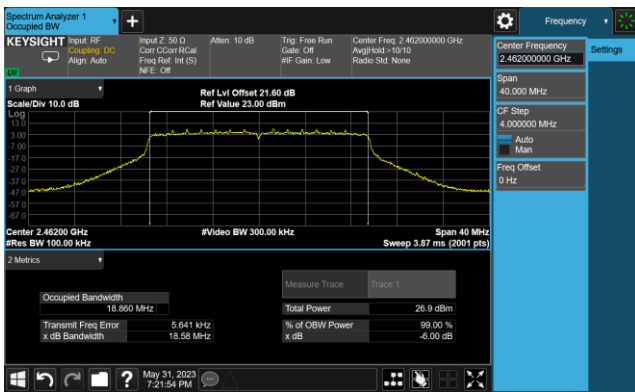 Spectrum Analyzer 1
Occupied BW
Frequency
KEYSIGHT
Input: RF
Coupling: DC
Align: Auto
Input Z: 50 Ω
Corr CCorr RCal
Freq Ref: Int (S)
NFE: Off
Atten: 10 dB
Trig: Free Run
Gate: Off
#IF Gain: Low
Center Freq: 2.462000000 GHz
Avg|Hold:>10/10
Radio Std: None
LXI
Center Frequency
2.462000000 GHz
Settings
Span
40.000 MHz
CF Step
4.000000 MHz
Auto
Man
Freq Offset
0 Hz
1 Graph
Scale/Div 10.0 dB
Ref Lvl Offset 21.60 dB
Ref Value 23.00 dBm
Log
13.0
3.00
-7.00
-17.0
-27.0
-37.0
-47.0
-57.0
-67.0
Center 2.46200 GHz
#Video BW 300.00 kHz
Span 40 MHz
#Res BW 100.00 kHz
Sweep 3.87 ms (2001 pts)
2 Metrics
Measure Trace
Trace 1
Occupied Bandwidth
18.860 MHz
Total Power
26.9 dBm
Transmit Freq Error
5.641 kHz
% of OBW Power
99.00 %
x dB Bandwidth
18.58 MHz
x dB
-6.00 dB
May 31, 2023
7:21:54 PM